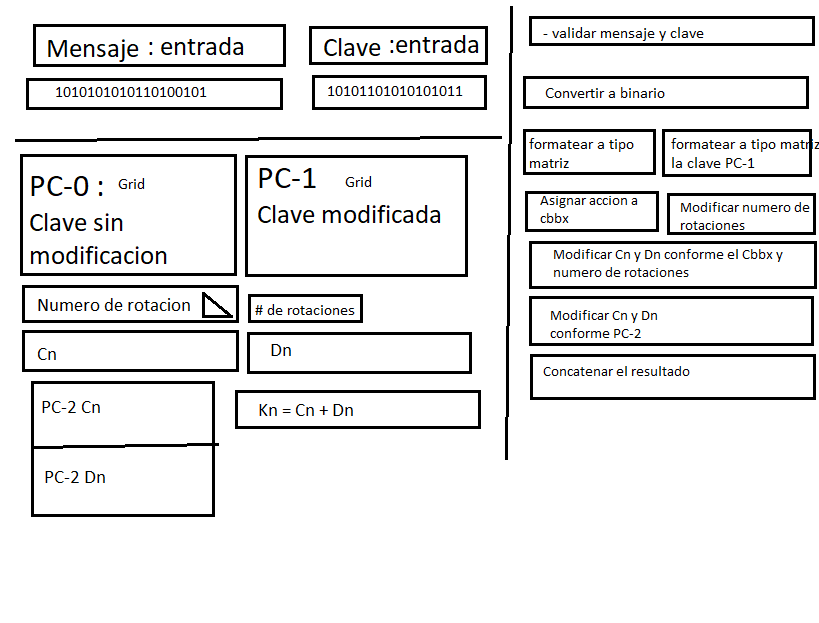 Mensaje : entrada
Clave :entrada
1010101010110100101
10101101010101011
PC-0 : Grid
Clave sin
modificacion
PC-1 Grid
Clave modificada
Numero de rotacion
# de rotaciones
Cn
Dn
PC-2 Cn
Kn = Cn + Dn
PC-2 Dn
- validar mensaje y clave
Convertir a binario
formatear a tipo
matriz
formatear a tipo matriz
la clave PC-1
Asignar accion a
cbbx
Modificar numero de
rotaciones
Modificar Cn y Dn conforme el Cbbx y
numero de rotaciones
Modificar Cn y Dn
conforme PC-2
Concatenar el resultado